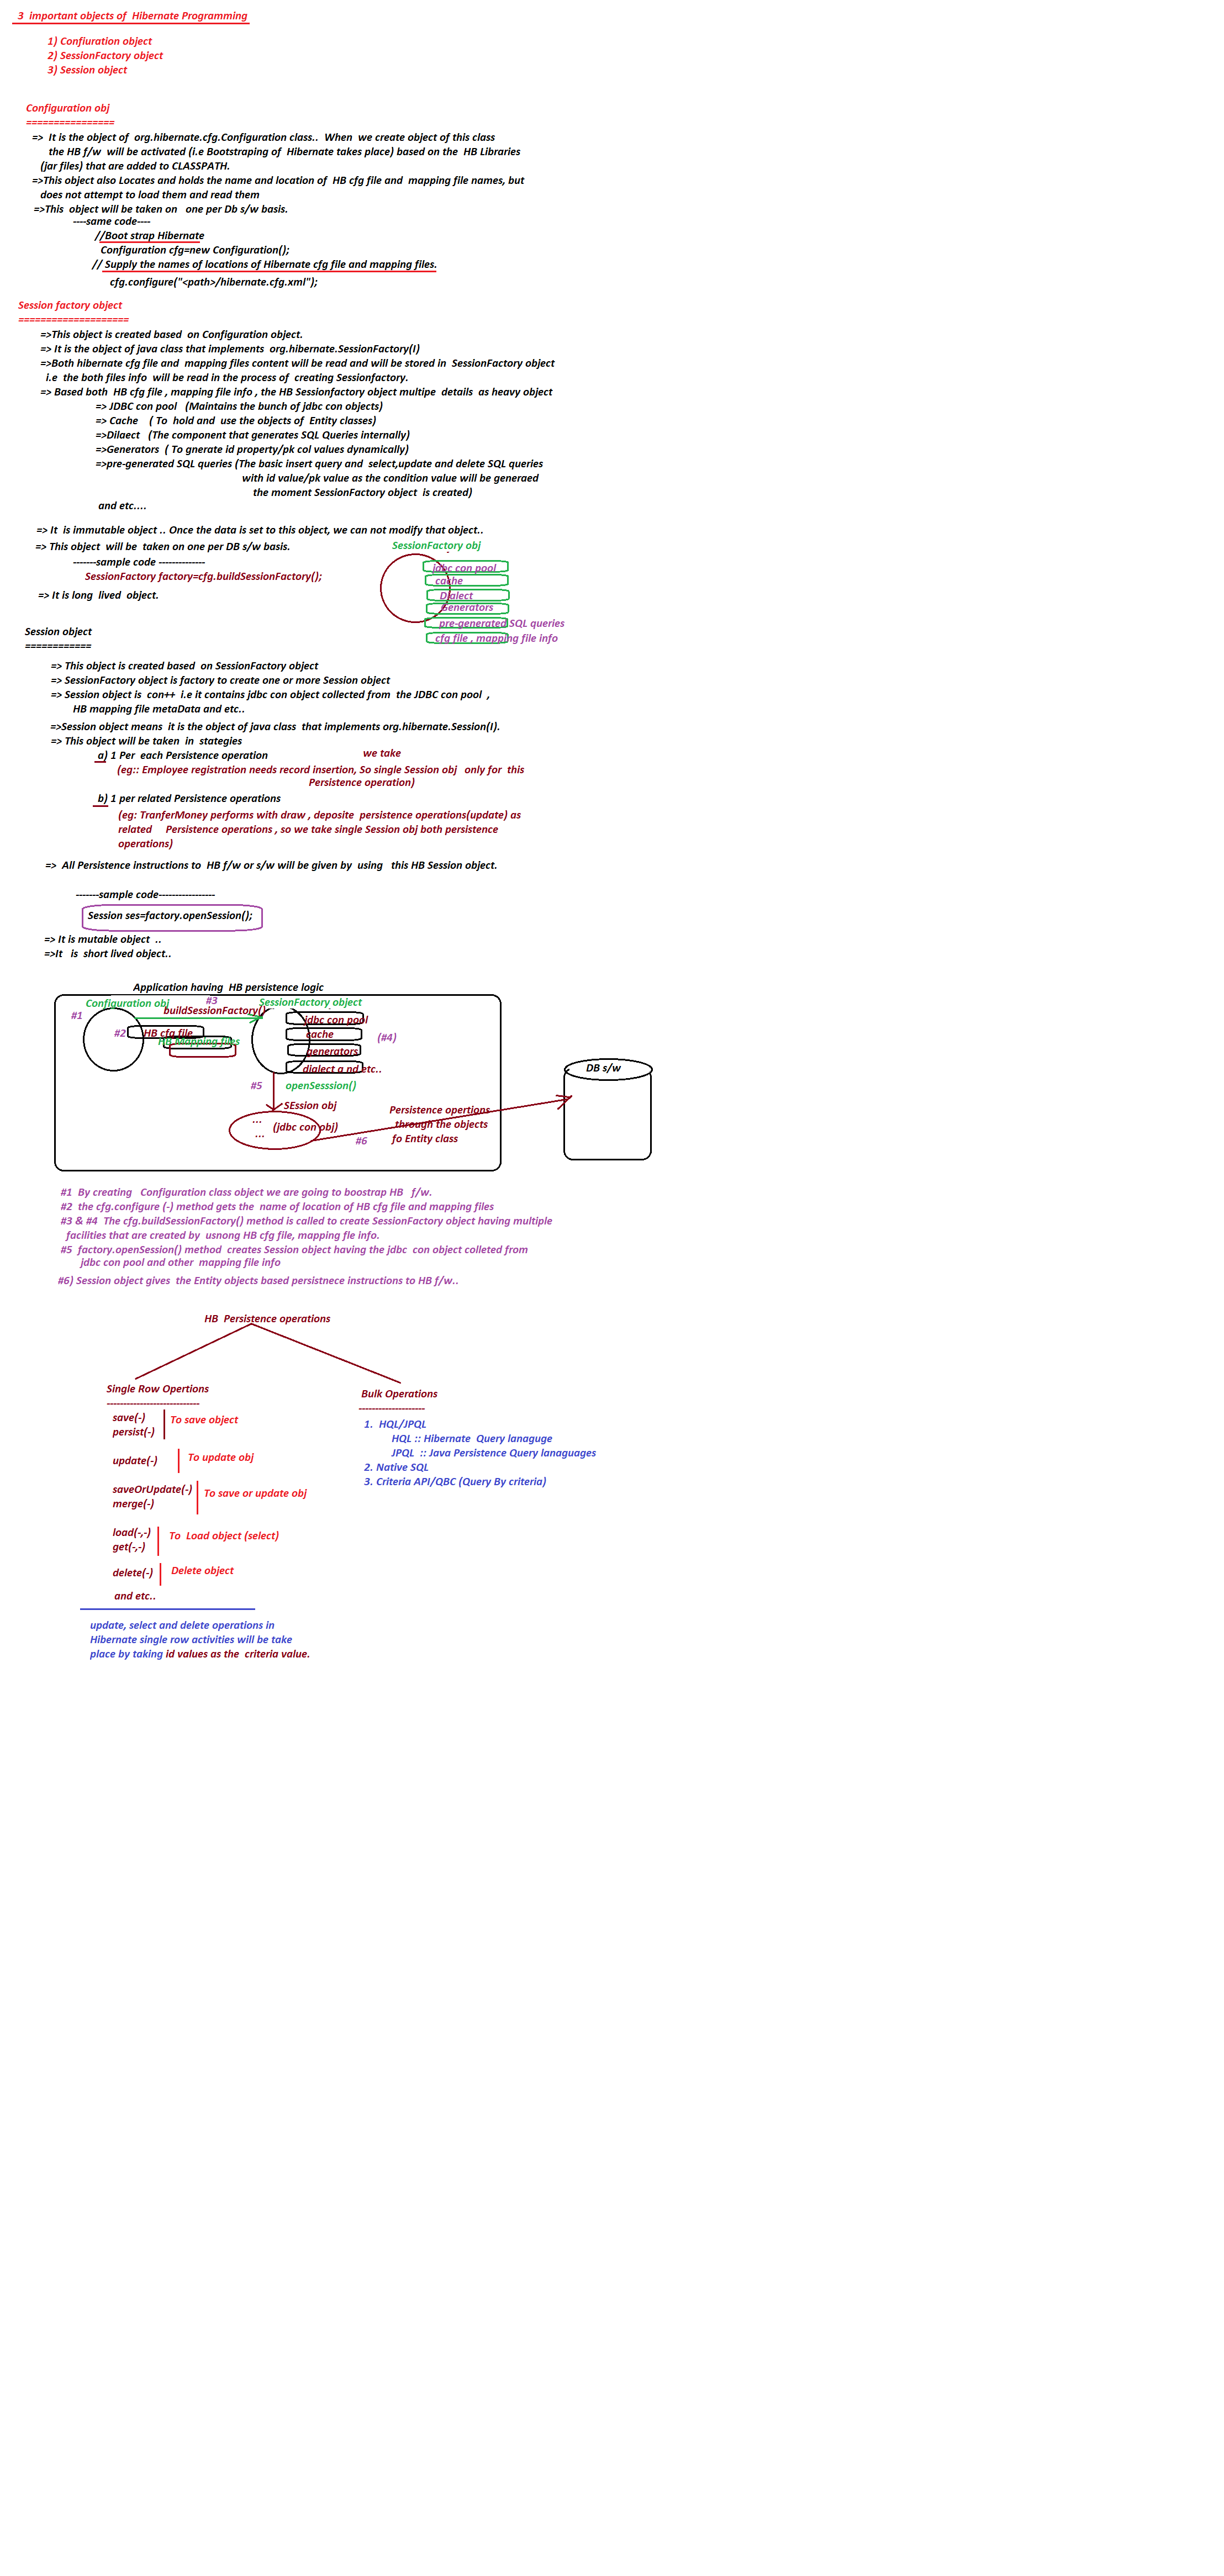 3 important objects of Hibernate Programming
1) Confiuration object
2) SessionFactory object
3) Session object
Configuration obj
================
=> It is the object of org.hibernate.cfg.Configuration class.. When we create object of this class
the HB f/w will be activated (i.e Bootstraping of Hibernate takes place) based on the HB Libraries
(jar files) that are added to CLASSPATH.
=>This object also Locates and holds the name and location of HB cfg file and mapping file names, but
does not attempt to load them and read them
=>This object will be taken on one per Db s/w basis.
----same code----
//Boot strap Hibernate
Configuration cfg=new Configuration();
// Supply the names of locations of Hibernate cfg file and mapping files.
cfg.configure("<path>/hibernate.cfg.xml");
Session factory object
====================
=>This object is created based on Configuration object.
=> It is the object of java class that implements org.hibernate.SessionFactory(I)
=>Both hibernate cfg file and mapping files content will be read and will be stored in SessionFactory object
i.e the both files info will be read in the process of creating Sessionfactory.
=> Based both HB cfg file , mapping file info , the HB Sessionfactory object multipe details as heavy object
=> JDBC con pool (Maintains the bunch of jdbc con objects)
=> Cache ( To hold and use the objects of Entity classes)
=>Dilaect (The component that generates SQL Queries internally)
=>Generators ( To gnerate id property/pk col values dynamically)
=>pre-generated SQL queries (The basic insert query and select,update and delete SQL queries
with id value/pk value as the condition value will be generaed
the moment SessionFactory object is created)
and etc....
=> It is immutable object .. Once the data is set to this object, we can not modify that object..
=> This object will be taken on one per DB s/w basis.
-------sample code --------------
SessionFactory factory=cfg.buildSessionFactory();
=> It is long lived object.
SessionFactory obj
jdbc con pool
cache
Dialect
Generators
pre-generated SQL queries
cfg file , mapping file info
Session object
============
=> This object is created based on SessionFactory object
=> SessionFactory object is factory to create one or more Session object
=> Session object is con++ i.e it contains jdbc con object collected from the JDBC con pool ,
HB mapping file metaData and etc..
=>Session object means it is the object of java class that implements org.hibernate.Session(I).
=> This object will be taken in stategies
a) 1 Per each Persistence operation
we take
(eg:: Employee registration needs record insertion, So single Session obj only for this
Persistence operation)
b) 1 per related Persistence operations
(eg: TranferMoney performs with draw , deposite persistence operations(update) as
related Persistence operations , so we take single Session obj both persistence
operations)
=> All Persistence instructions to HB f/w or s/w will be given by using this HB Session object.
-------sample code-----------------
Session ses=factory.openSession();
=> It is mutable object ..
=>It is short lived object..
Application having HB persistence logic
Configuration obj
#3
SessionFactory object
buildSessionFactory()
#1
#2
HB cfg file
HB Mapping files
jdbc con pool
cache
(#4)
generators
dialect a nd etc..
#5
openSesssion()
SEssion obj
...
(jdbc con obj)
...
#6
Persistence opertions
through the objects
fo Entity class
DB s/w
#1 By creating Configuration class object we are going to boostrap HB f/w.
#2 the cfg.configure (-) method gets the name of location of HB cfg file and mapping files
#3 & #4 The cfg.buildSessionFactory() method is called to create SessionFactory object having multiple
facilities that are created by usnong HB cfg file, mapping fle info.
#5 factory.openSession() method creates Session object having the jdbc con object colleted from
jdbc con pool and other mapping file info
#6) Session object gives the Entity objects based persistnece instructions to HB f/w..
HB Persistence operations
Single Row Opertions
----------------------------
save(-)
persist(-)
To save object
update(-)
To update obj
saveOrUpdate(-)
merge(-)
To save or update obj
load(-,-)
get(-,-)
To Load object (select)
delete(-)
Delete object
and etc..
update, select and delete operations in
Hibernate single row activities will be take
place by taking id values as the criteria value.
Bulk Operations
--------------------
1. HQL/JPQL
HQL :: Hibernate Query lanaguge
JPQL :: Java Persistence Query lanaguages
2. Native SQL
3. Criteria API/QBC (Query By criteria)